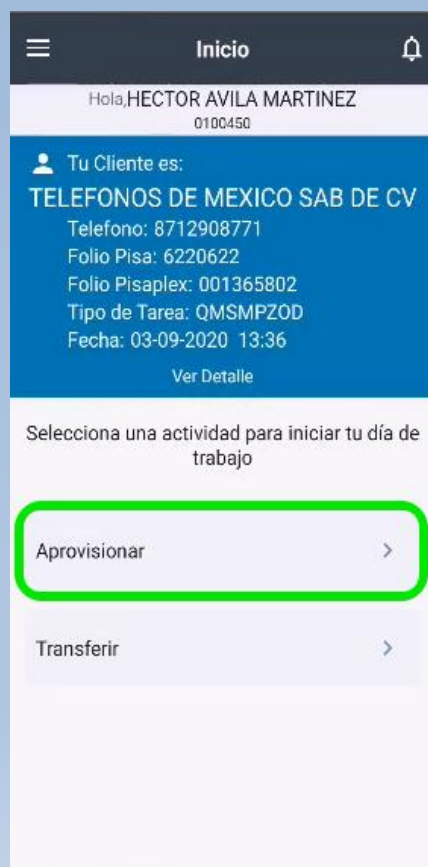 Inicio
Hola,HECTOR AVILA MARTINEZ
0100450
Tu Cliente es:
TELEFONOS DE MEXICO SAB DE CV
Telefono: 8712908771
Folio Pisa: 6220622
Folio Pisaplex: 001365802
Tipo de Tarea: QMSMPZOD
Fecha: 03-09-2020 13:36
Ver Detalle
Selecciona una actividad para iniciar tu día de
trabajo
Aprovisionar
Transferir